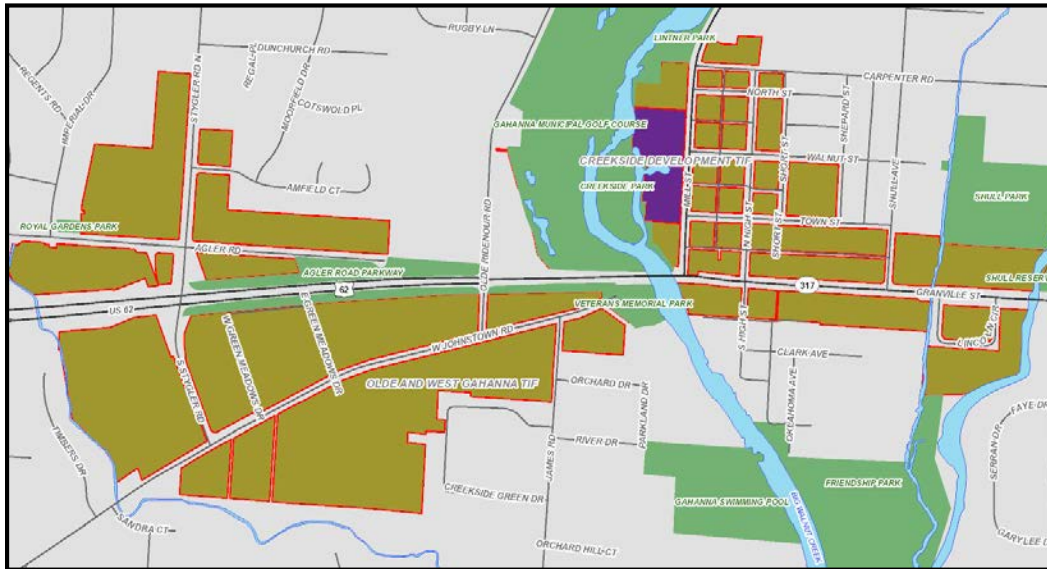 RUGBY LN
LINTNER PARK
DUNCHURCH RD
REGAL PL
STYGLER RD N
MOORFIELD DR
COTSWOLD PL
REGENTS RD
IMPERIAL DR
CARPENTER RD
NORTH ST
SHEPARD ST
GAHANNA MUNICIPAL GOLF COURSE
CREEKSIDE DEVELOPMENT TIF
WALNUT ST
SHORT ST
SHULL AVE
AMFIELD CT
CREEKSIDE PARK
MILL ST
SHULL PARK
ROYAL GARDENS PARK
OLDE RIDENOUR RD
N HIGH ST
SHORT ST
TOWN ST
AGLER RD
AGLER ROAD PARKWAY
62
317
SHULL RESERV
GRANVILLE ST
US 62
VETERANS MEMORIAL PARK
W GREEN MEADOWS DR
E GREEN MEADOWS DR
W JOHNSTOWN RD
S HIGH ST
LINCOLN CIR
S STYGLER RD
CLARK AVE
OLDE AND WEST GAHANNA TIF
ORCHARD DR
PARKLAND DR
OKLAHOMA AVE
FAYE DR
TIMBERS DR
RIVER DR
JAMES RD
SERRAN DR
CREEKSIDE GREEN DR
FRIENDSHIP PARK
GAHANNA SWIMMING POOL
BIG WALNUT CREEK
SANDRA CT
ORCHARD HILL CT
GARY LEE D